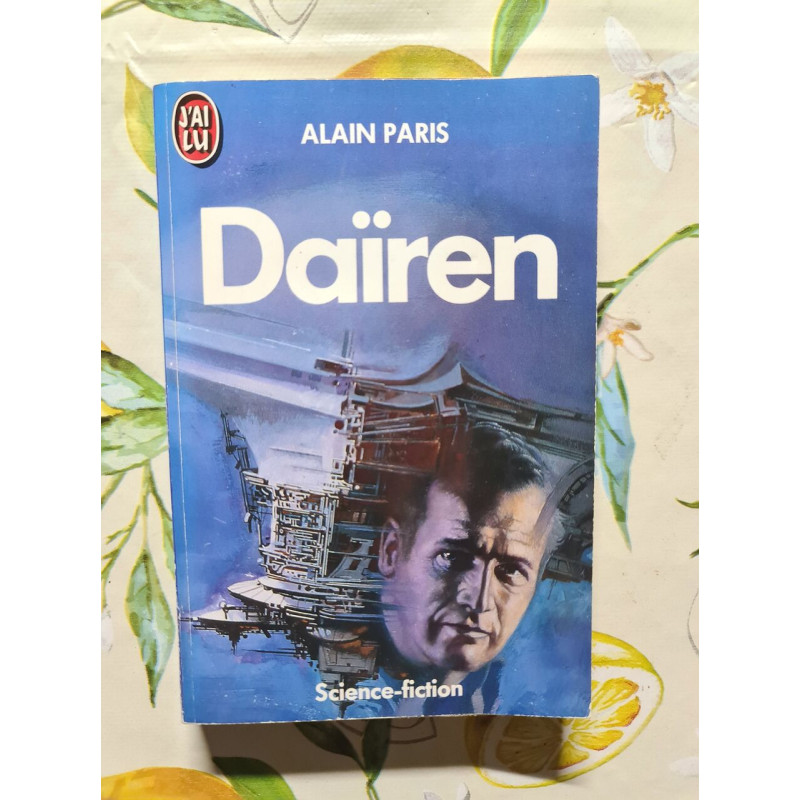 J'AI
LU
ALAIN PARIS
Daïren
Science-fiction